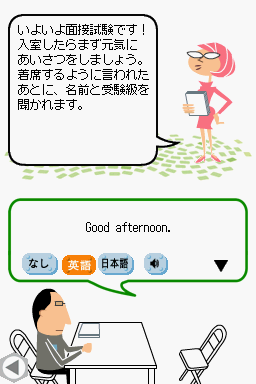 いよいよ面接試験です！
入室したらまず元気に
あいさつをしましょう。
着席するように言われた
あとに、名前と受験級を
聞かれます。
Good afternoon.
なし 英語 日本語